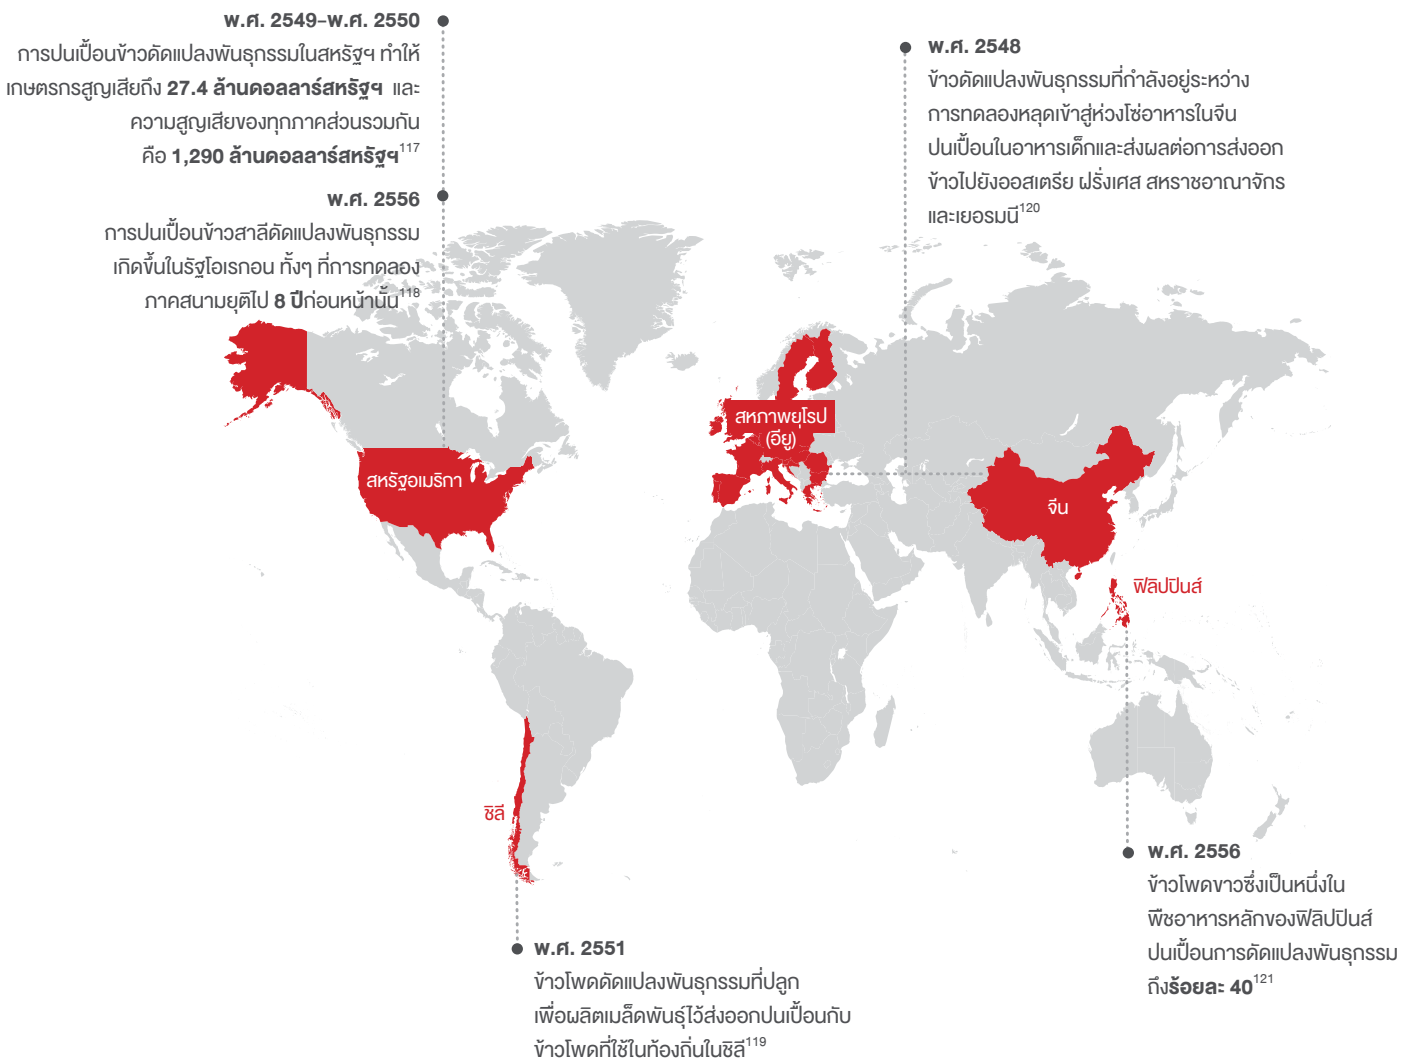 พ.ศ. 2549-พ.ศ. 2550
การปนเปื้อนข้าวดัดแปลงพันธุกรรมในสหรัฐฯ ทำให้
เกษตรกรสูญเสียถึง 27.4 ล้านดอลลาร์สหรัฐฯ และ
ความสูญเสียของทุกภาคส่วนรวมกัน
คือ 1,290 ล้านดอลลาร์สหรัฐฯ117
พ.ศ. 2556
การปนเปื้อนข้าวสาลีดัดแปลงพันธุกรรม
เกิดขึ้นในรัฐโอเรกอน ทั้งๆ ที่การทดลอง
ภาคสนามยุติไป 8 ปีก่อนหน้านั้น118
พ.ศ. 2548
ข้าวดัดแปลงพันธุกรรมที่กำลังอยู่ระหว่าง
การทดลองหลุดเข้าสู่ห่วงโซ่อาหารในจีน
ปนเปื้อนในอาหารเด็กและส่งผลต่อการส่งออก
ข้าวไปยังออสเตรีย ฝรั่งเศส สหราชอาณาจักร
และเยอรมนี120
สหภาพยุโรป
(อียู)
สหรัฐอเมริกา
จีน
ฟิลิปปินส์
ชิลี
พ.ศ. 2556
ข้าวโพดขาวซึ่งเป็นหนึ่งใน
พืชอาหารหลักของฟิลิปปินส์
ปนเปื้อนการดัดแปลงพันธุกรรม
ถึงร้อยละ 40121
พ.ศ. 2551
ข้าวโพดดัดแปลงพันธุกรรมที่ปลูก
เพื่อผลิตเมล็ดพันธุ์ไว้ส่งออกปนเปื้อนกับ
ข้าวโพดที่ใช้ในท้องถิ่นในชิลี119